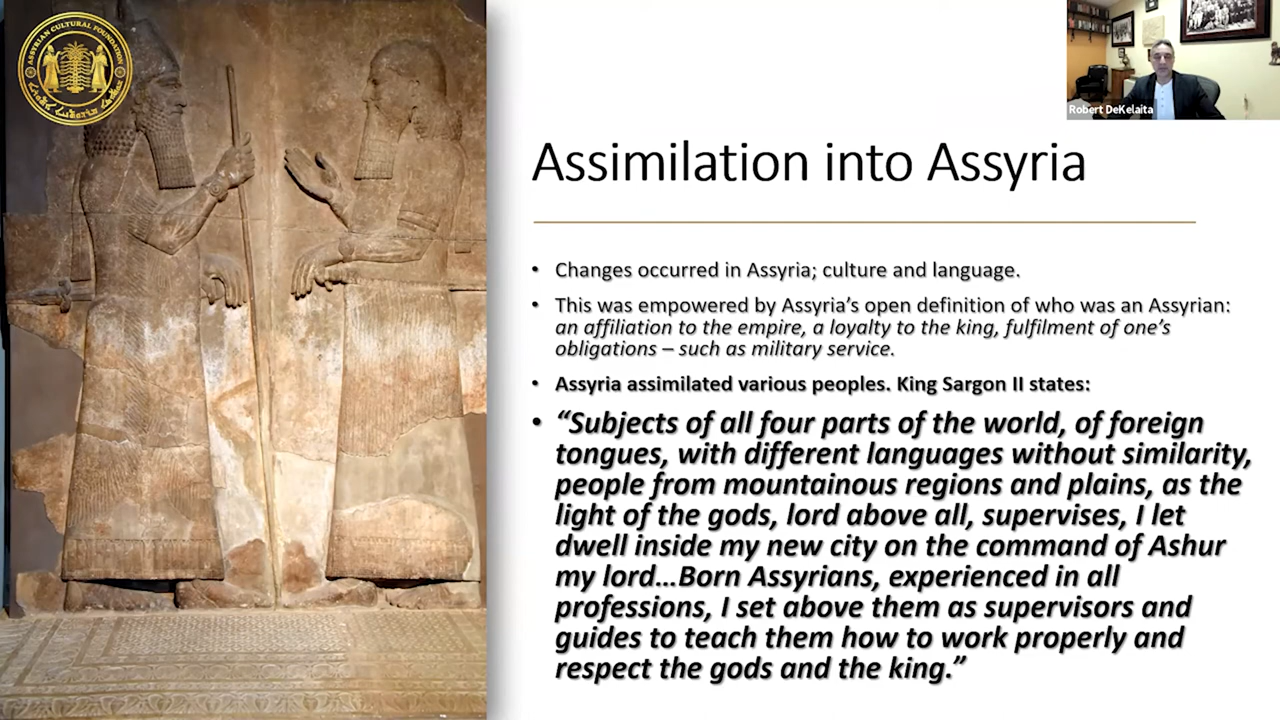 ASSYRIAN CULTURAL FOUNDATION
Robert DeKelaita
Assimilation into Assyria
• Changes occurred in Assyria; culture and language.
• This was empowered by Assyria’s open definition of who was an Assyrian:
an affiliation to the empire, a loyalty to the king, fulfilment of one’s
obligations – such as military service.
• Assyria assimilated various peoples. King Sargon II states:
• “Subjects of all four parts of the world, of foreign
tongues, with different languages without similarity,
people from mountainous regions and plains, as the
light of the gods, lord above all, supervises, I let
dwell inside my new city on the command of Ashur
my lord…Born Assyrians, experienced in all
professions, I set above them as supervisors and
guides to teach them how to work properly and
respect the gods and the king.”